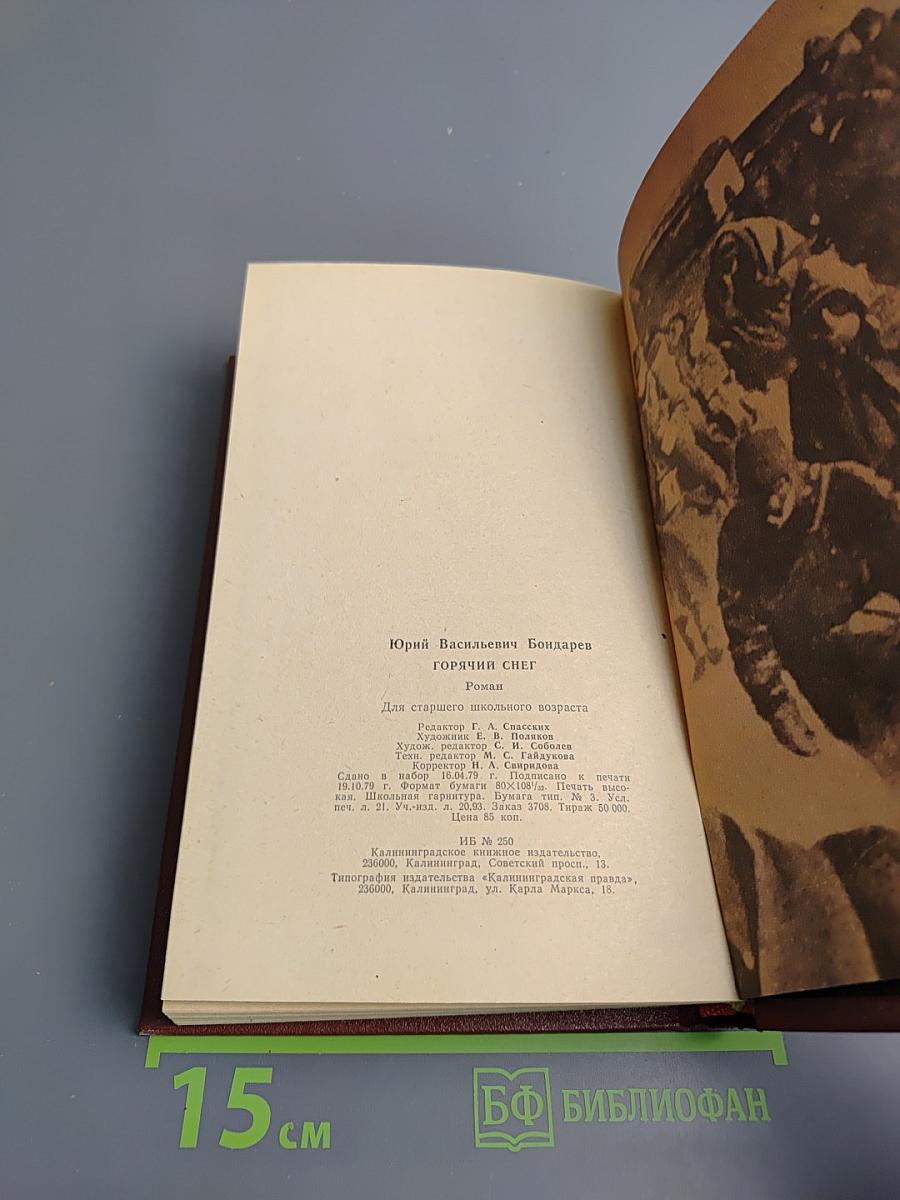 Юрий Васильевич Бондарев
ГОРЯЧИЙ СНЕГ
Роман
Для старшего школьного возраста
Редактор Г. А. Спасских
Художник Е. В. Поляков
Худож. редактор С. И. Соболев
Техн. редактор М. С. Гайдукова
Корректор Н. А. Свиридова
Сдано в набор 16.04.79 г. Подписано к печати
19.10.79 г. Формат бумаги 80×108¹/₃₂. Печать высо-
кая. Школьная гарнитура. Бумага тип. № 3. Усл.
печ. л. 21. Уч.-изд. л. 20,93. Заказ 3708. Тираж 50 000.
Цена 85 коп.
ИБ № 250
Калининградское книжное издательство,
236000, Калининград, Советский просп., 13.
Типография издательства «Калининградская правда»,
236000, Калининград, ул. Карла Маркса, 18.
15 см
БФ БИБЛИОФАН